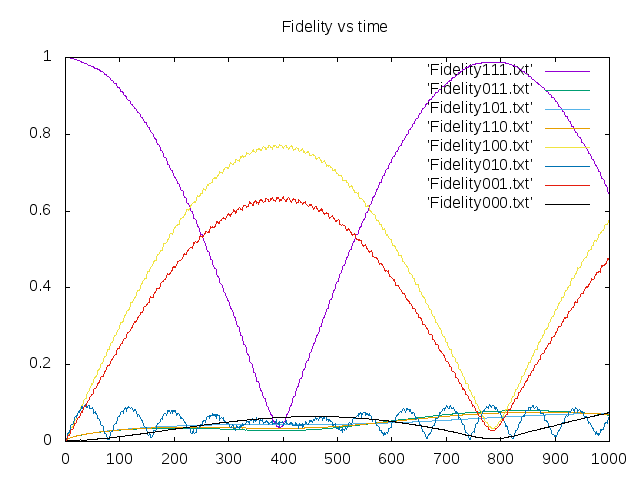 Fidelity vs time
1
0.8
0.6
0.4
0.2
0
0 100 200 300 400 500 600 700 800 900 1000
'Fidelity111.txt'
'Fidelity011.txt'
'Fidelity101.txt'
'Fidelity110.txt'
'Fidelity100.txt'
'Fidelity010.txt'
'Fidelity001.txt'
'Fidelity000.txt'